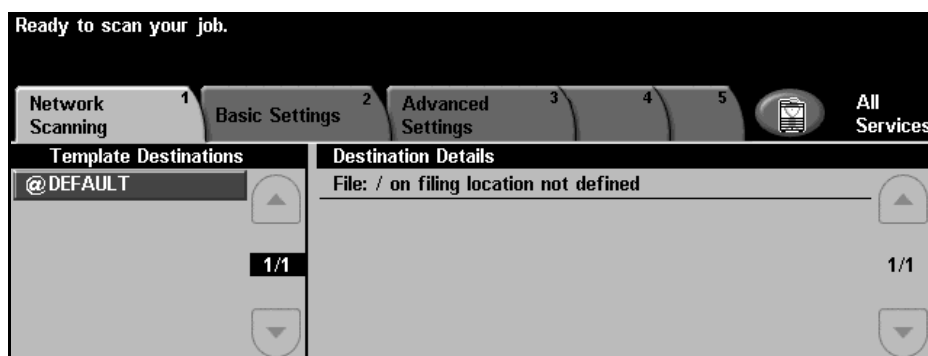 Ready to scan your job.
Network Scanning
1
Basic Settings
2
Advanced Settings
3
4
5
All Services
Template Destinations
Destination Details
@DEFAULT
File: / on filing location not defined
1/1
1/1